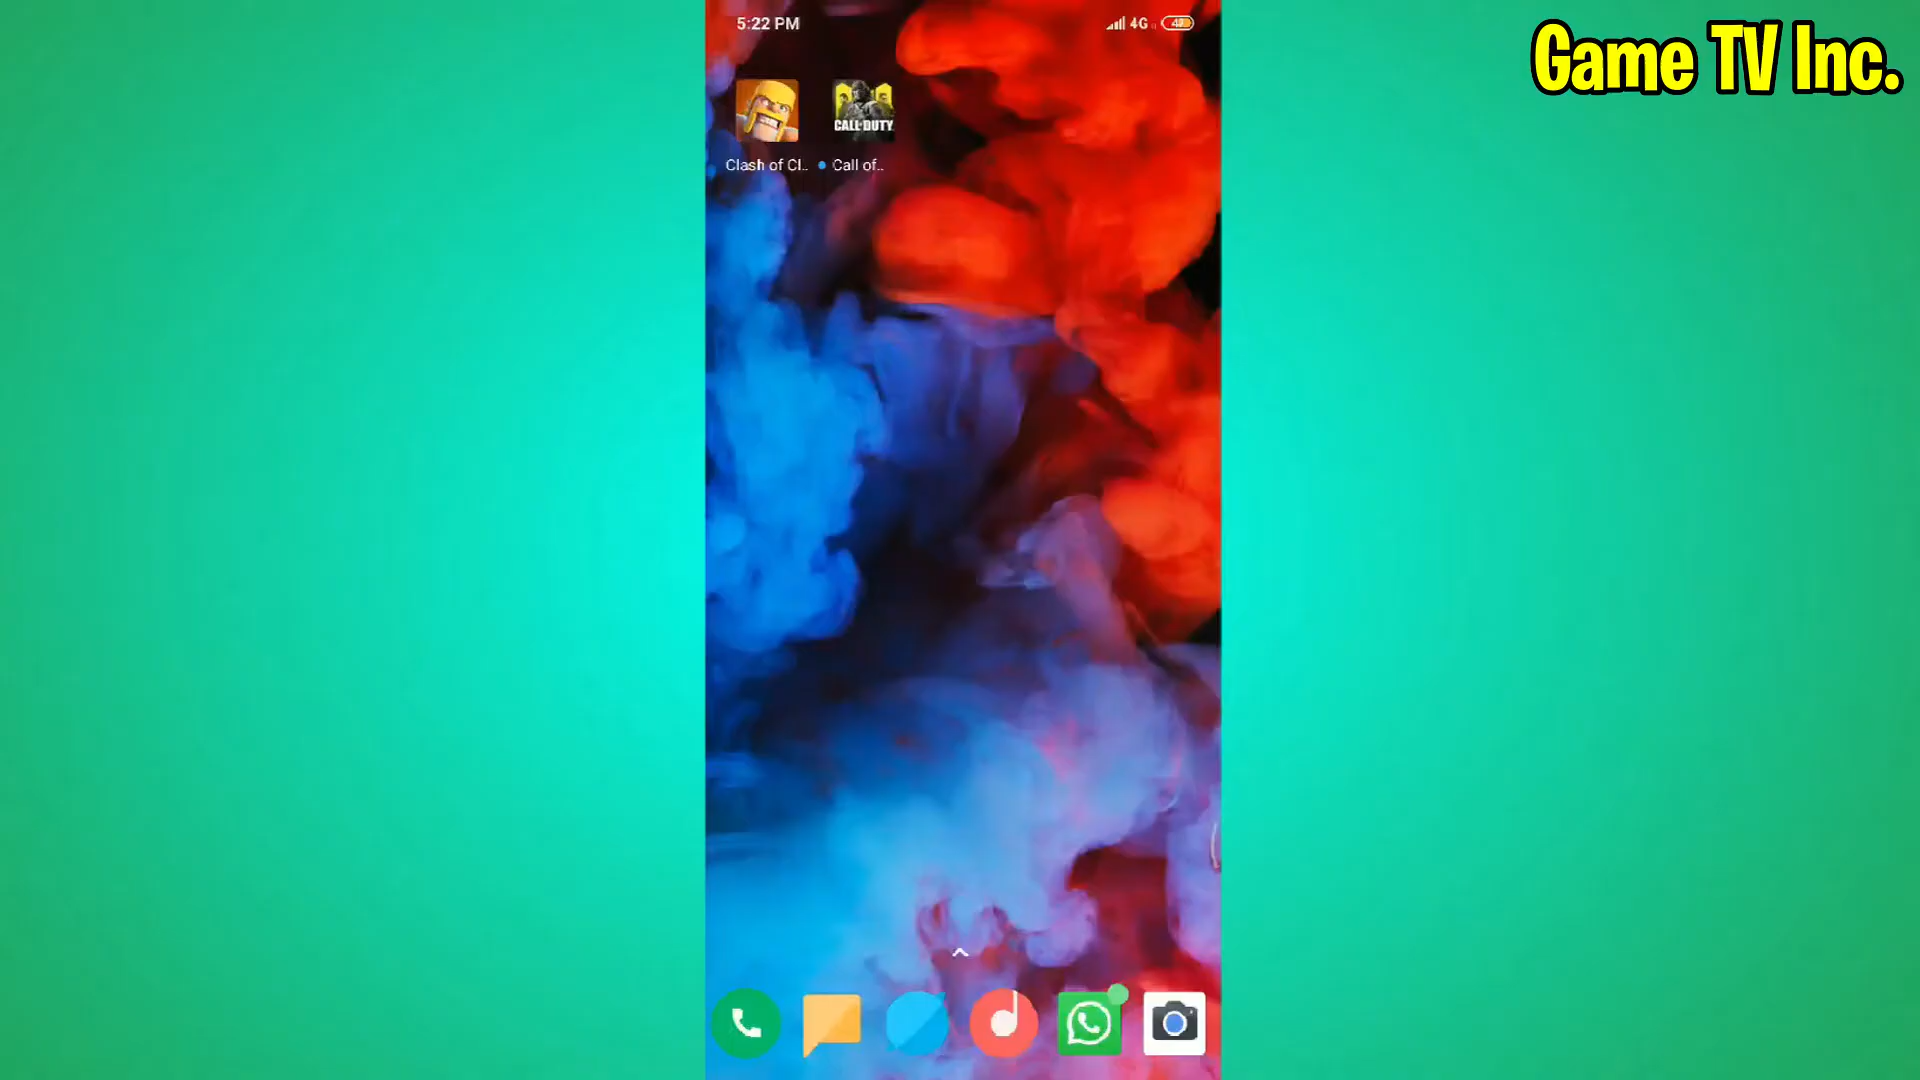 5:22 PM
4G
Game TV Inc.
CALL DUTY
Clash of Cl..
Call of..